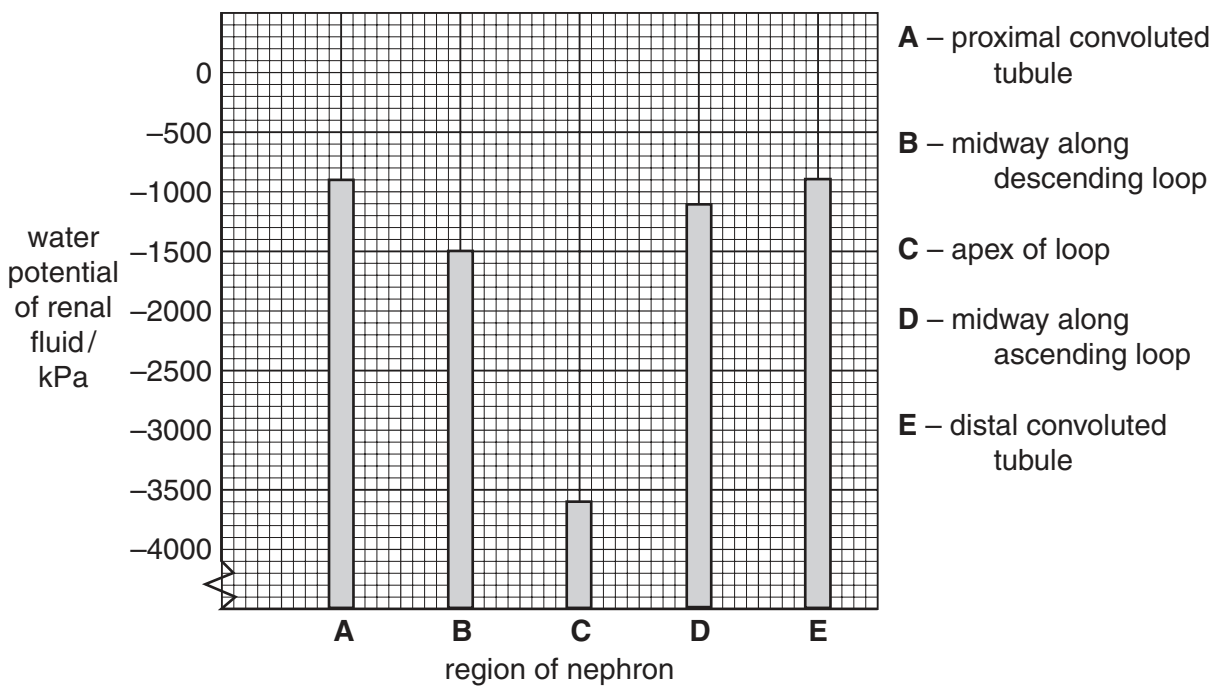 0
–500
–1000
–1500
–2000
–2500
–3000
–3500
–4000
water
potential
of renal
fluid /
kPa
A B C D E
region of nephron
A – proximal convoluted
tubule
B – midway along
descending loop
C – apex of loop
D – midway along
ascending loop
E – distal convoluted
tubule